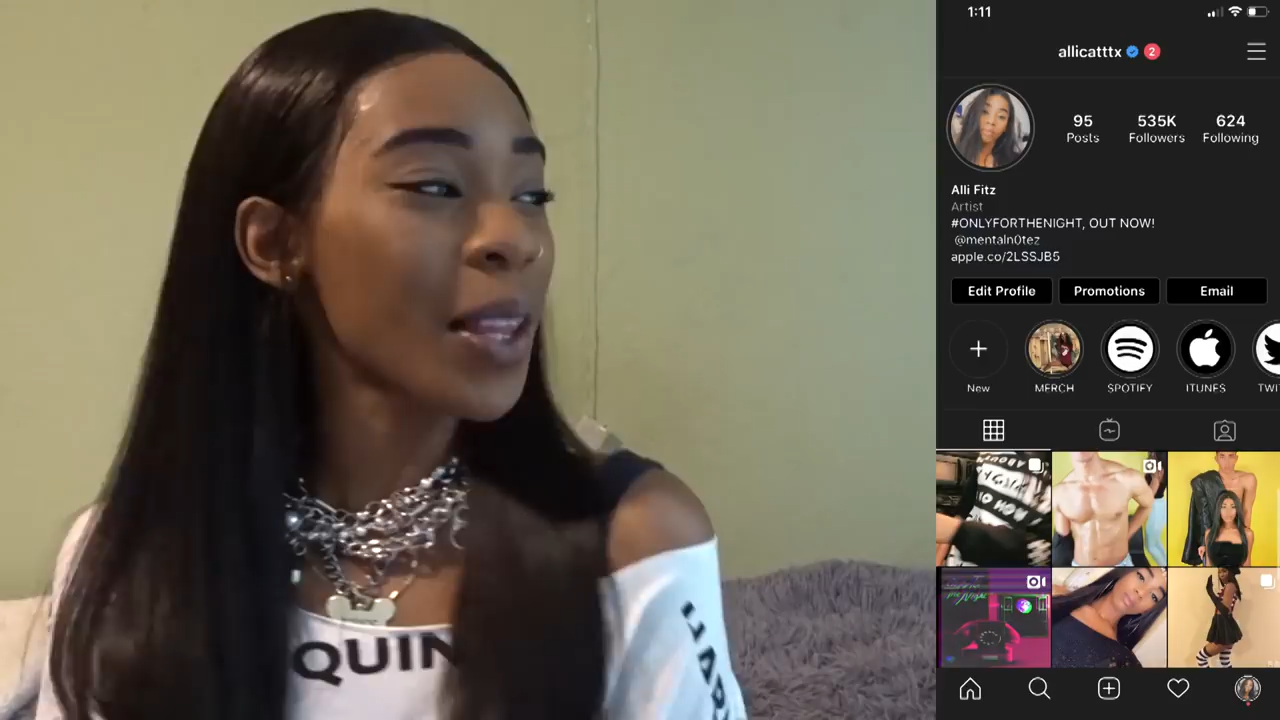 1:11
allicatttx 2
95 535K 624
Posts Followers Following
Alli Fitz
Artist
#ONLYFORTHENIGHT, OUT NOW!
@mentaln0tez
apple.co/2LSSJB5
Edit Profile Promotions Email
New MERCH SPOTIFY ITUNES TWI
QUIN